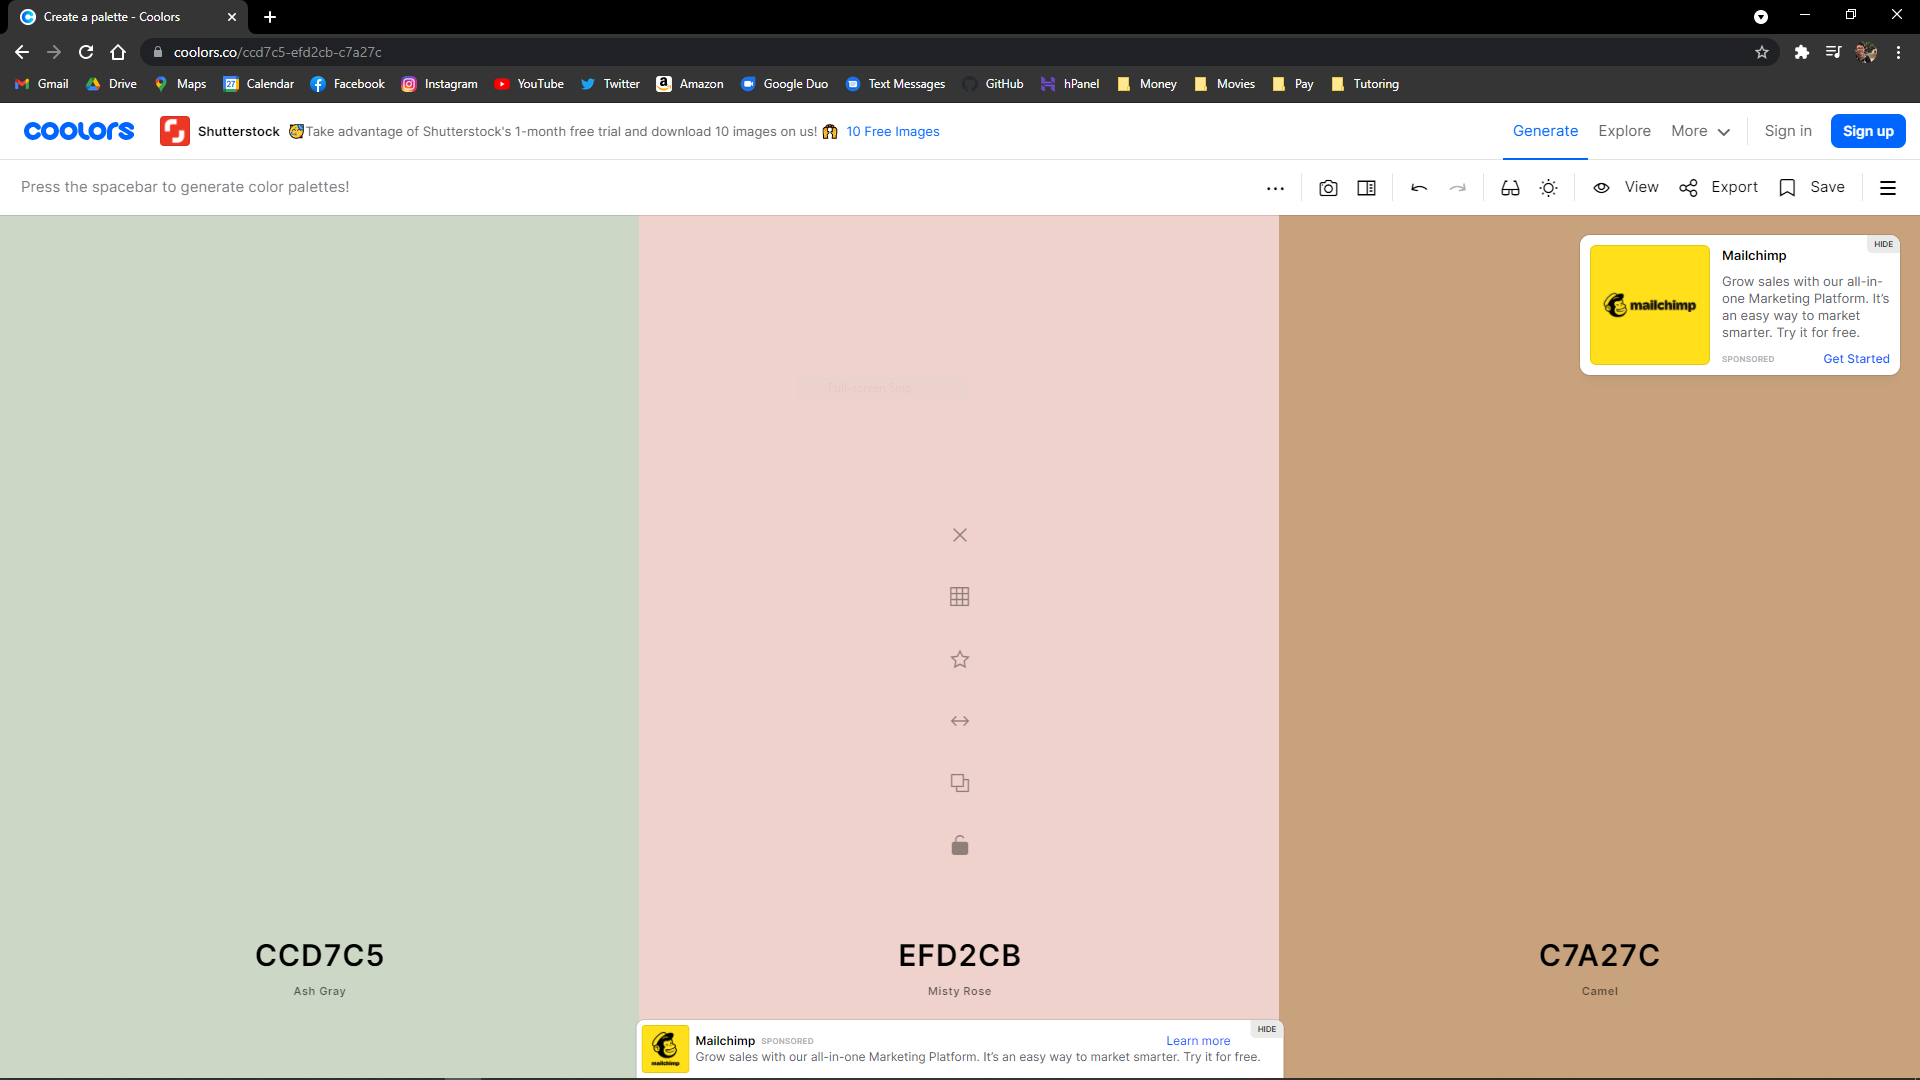 Create a palette - Coolors
coolors.co/ccd7c5-efd2cb-c7a27c
Gmail Drive Maps 27 Calendar Facebook Instagram YouTube Twitter Amazon Google Duo Text Messages GitHub hPanel Money Movies Pay Tutoring
coolors Shutterstock Take advantage of Shutterstock's 1-month free trial and download 10 images on us! 10 Free Images Generate Explore More Sign in Sign up
Press the spacebar to generate color palettes! View Export Save
HIDE
Mailchimp
mailchimp
Grow sales with our all-in-
one Marketing Platform. It's
an easy way to market
smarter. Try it for free.
SPONSORED Get Started
CCD7C5 EFD2CB C7A27C
Ash Gray Misty Rose Camel
HIDE
Mailchimp SPONSORED Learn more
mailchimp
Grow sales with our all-in-one Marketing Platform. It's an easy way to market smarter. Try it for free.